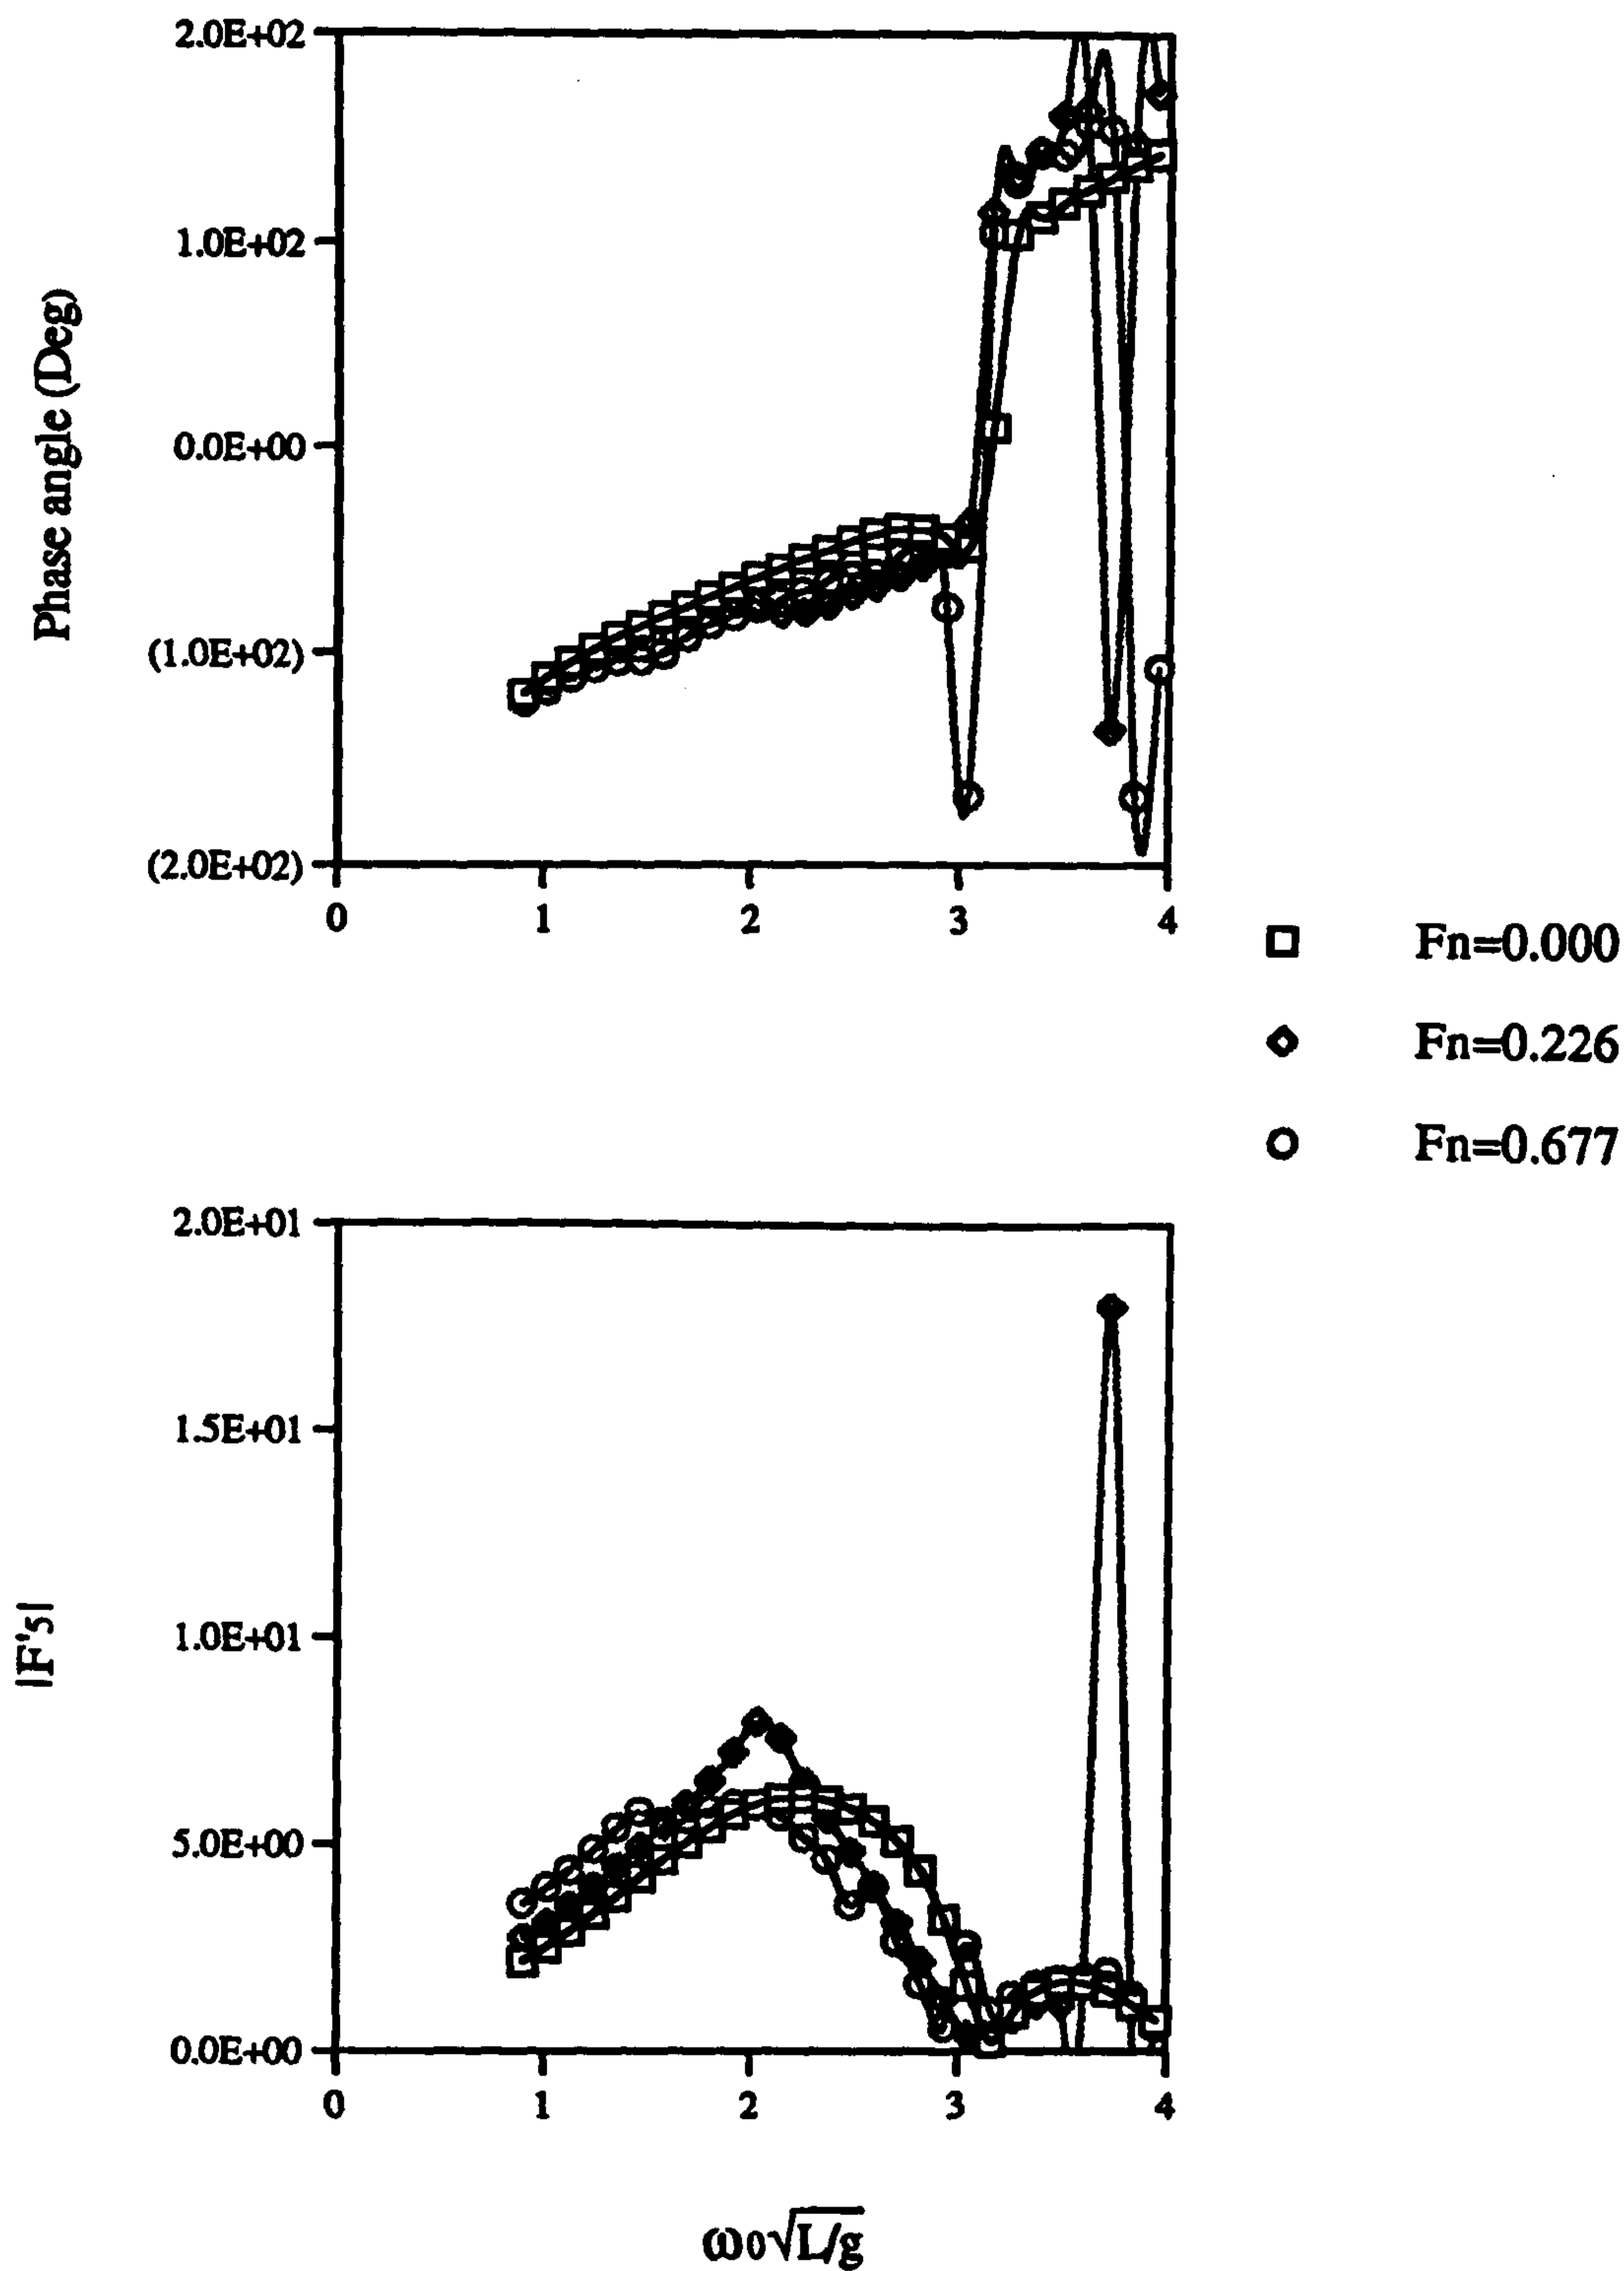 Phase angle (Deg)
2.0E+02
1.0E+02
0.0E+00
(1.0E+02)
(2.0E+02)
0 1 2 3 4
Fn=0.000
Fn=0.226
Fn=0.677
|F'5|
2.0E+01
1.5E+01
1.0E+01
5.0E+00
0.0E+00
0 1 2 3 4
ω0√L/g